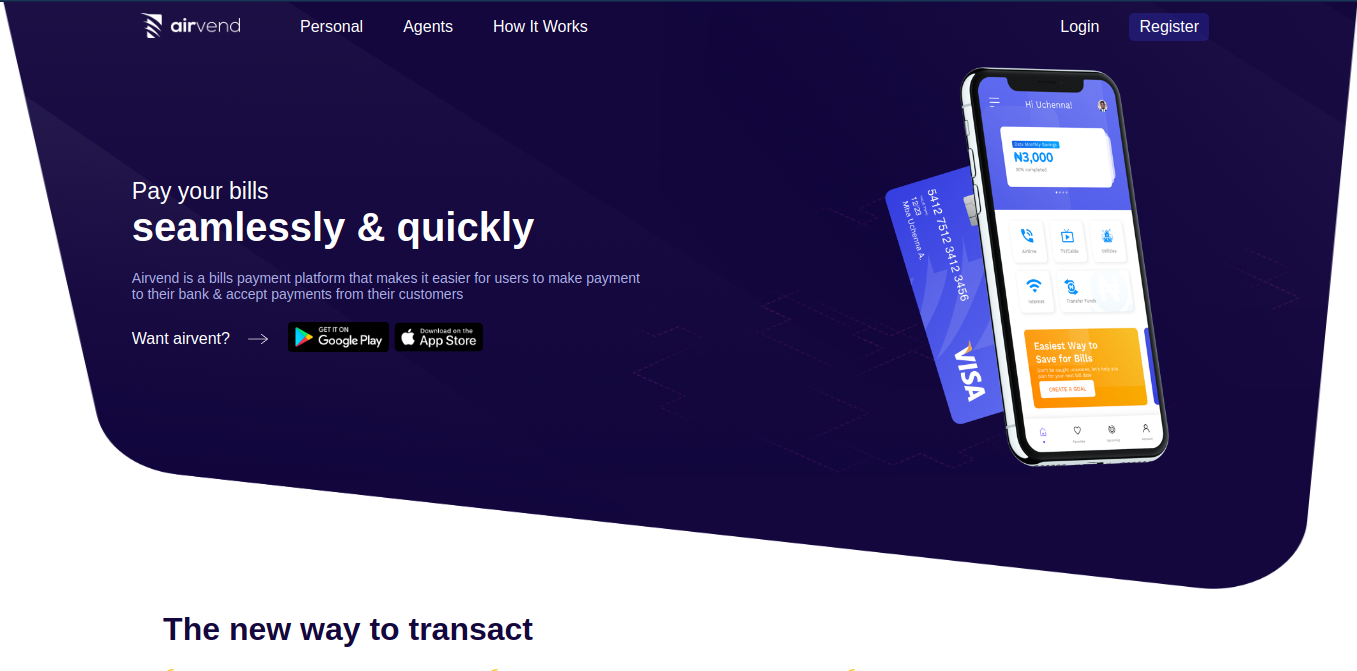 airvend
Personal
Agents
How It Works
Login
Register
Hi Uchenna!
Data Monthly Savings
₦3,000
50% completed
Pay your bills
seamlessly & quickly
Airvend is a bills payment platform that makes it easier for users to make payment
to their bank & accept payments from their customers
Want airvent?
GET IT ON
Google Play
Download on the
App Store
5412 7512 3412 3456
12/23
Mba Uchenna A.
VISA
Airtime
TV/Cable
Utilities
Internet
Transfer Funds
Easiest Way to
Save for Bills
CREATE A GOAL
The new way to transact